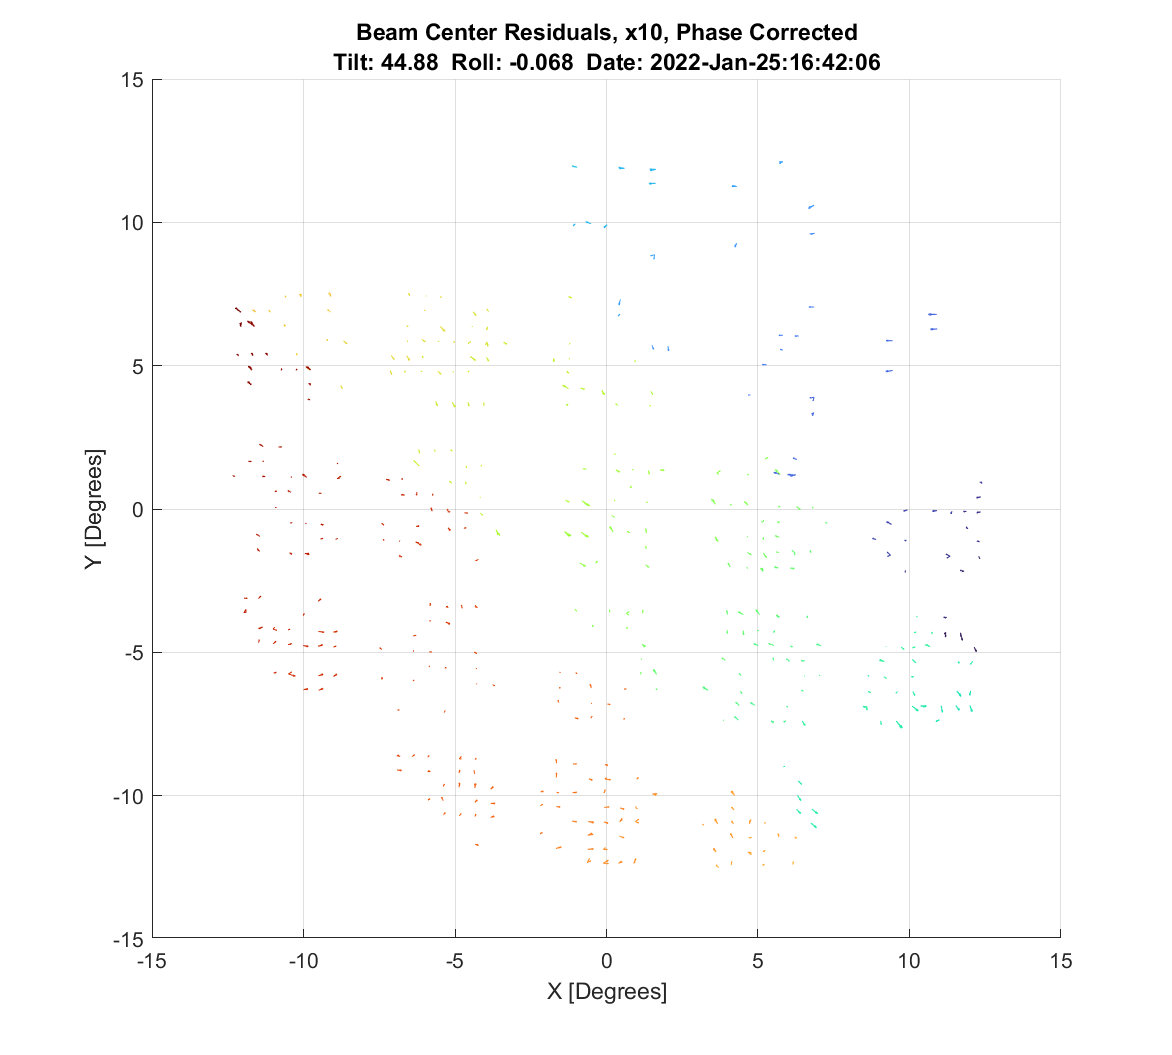 Beam Center Residuals, x10, Phase Corrected
Tilt: 44.88  Roll: -0.068  Date: 2022-Jan-25:16:42:06
15
10
5
0
-5
-10
-15
Y [Degrees]
-15 -10 -5 0 5 10 15
X [Degrees]